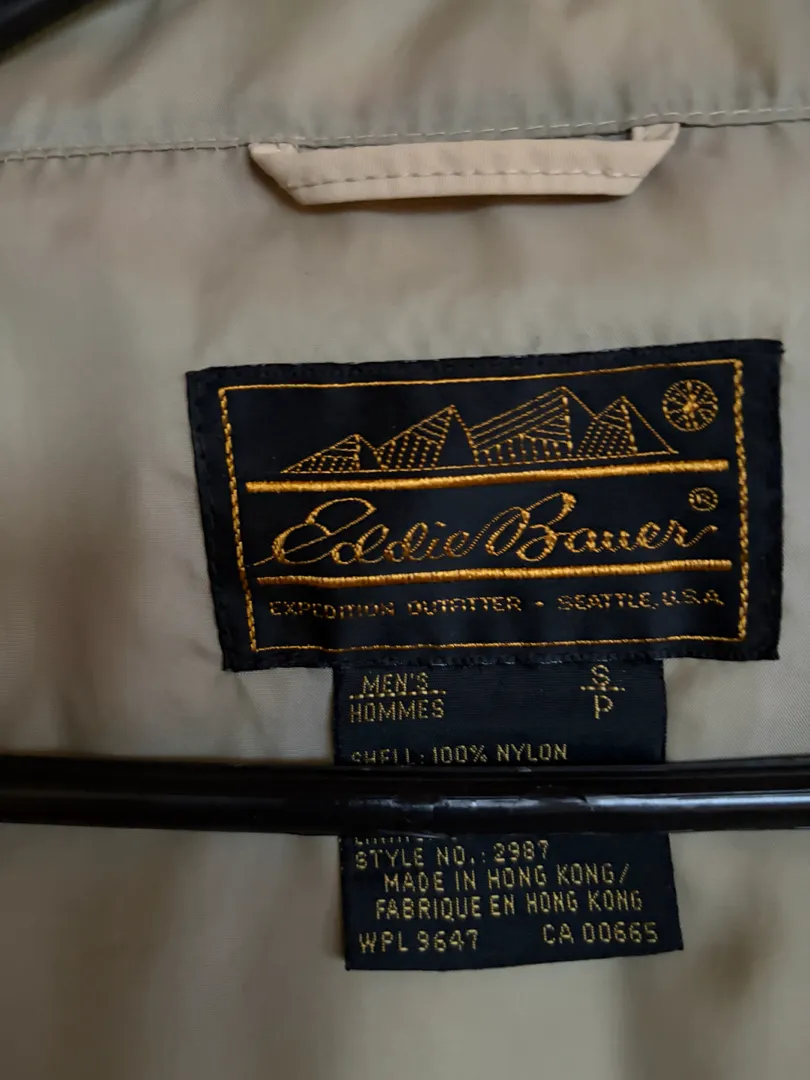 Eddie Bauer®
EXPEDITION OUTFITTER - SEATTLE, U.S.A.
MEN'S S
HOMMES P
SHELL: 100% NYLON
STYLE NO.: 2987
MADE IN HONG KONG/
FABRIQUE EN HONG KONG
WPL 9647 CA 00665